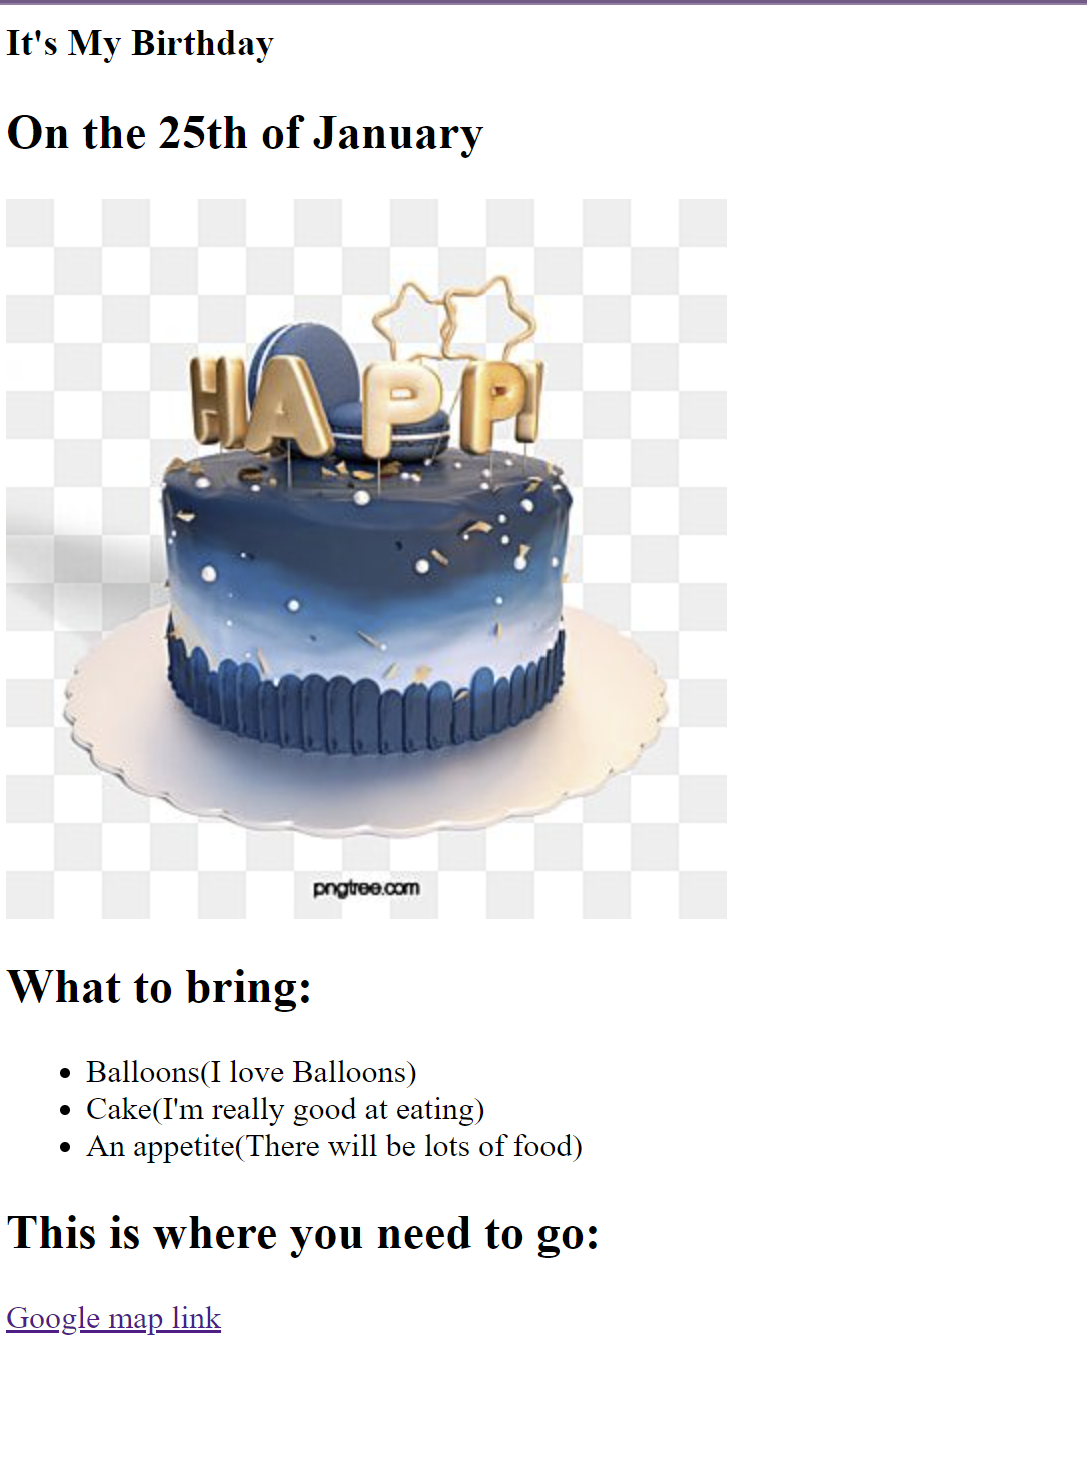 It's My Birthday
On the 25th of January
HAPP!
pngtree.com
What to bring:
Balloons(I love Balloons)
Cake(I'm really good at eating)
An appetite(There will be lots of food)
This is where you need to go:
Google map link